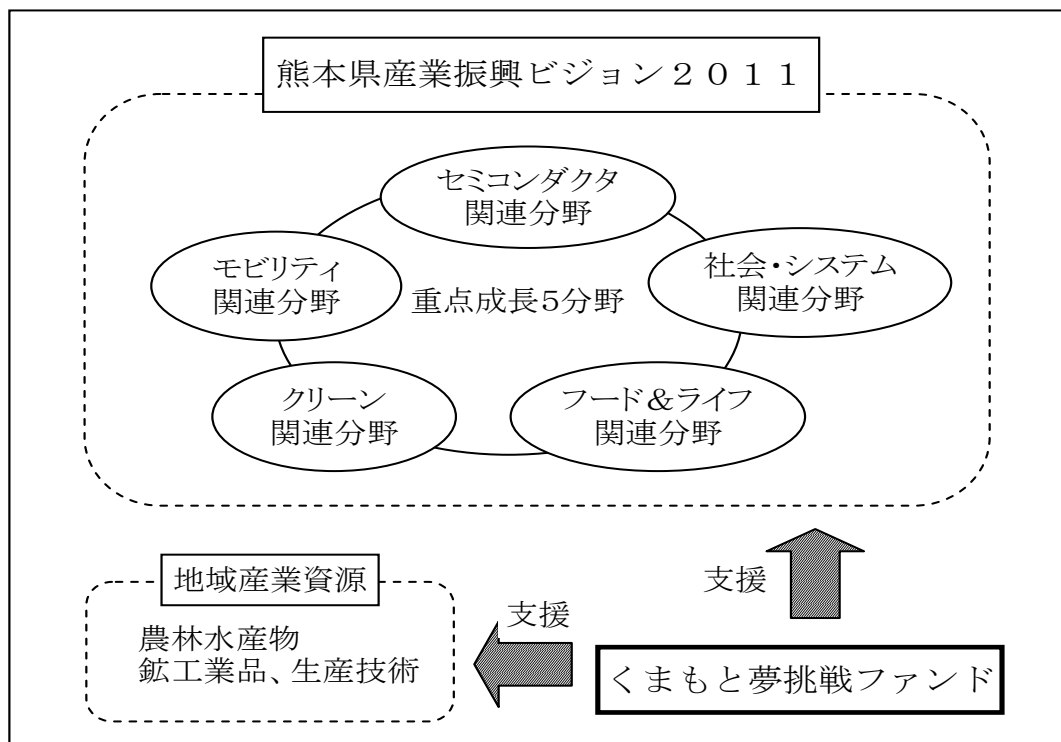 熊本県産業振興ビジョン２０１１
セミコンダクタ
関連分野
モビリティ
関連分野
社会・システム
関連分野
重点成長5分野
クリーン
関連分野
フード＆ライフ
関連分野
地域産業資源
農林水産物
鉱工業品、生産技術
支援
支援
くまもと夢挑戦ファンド